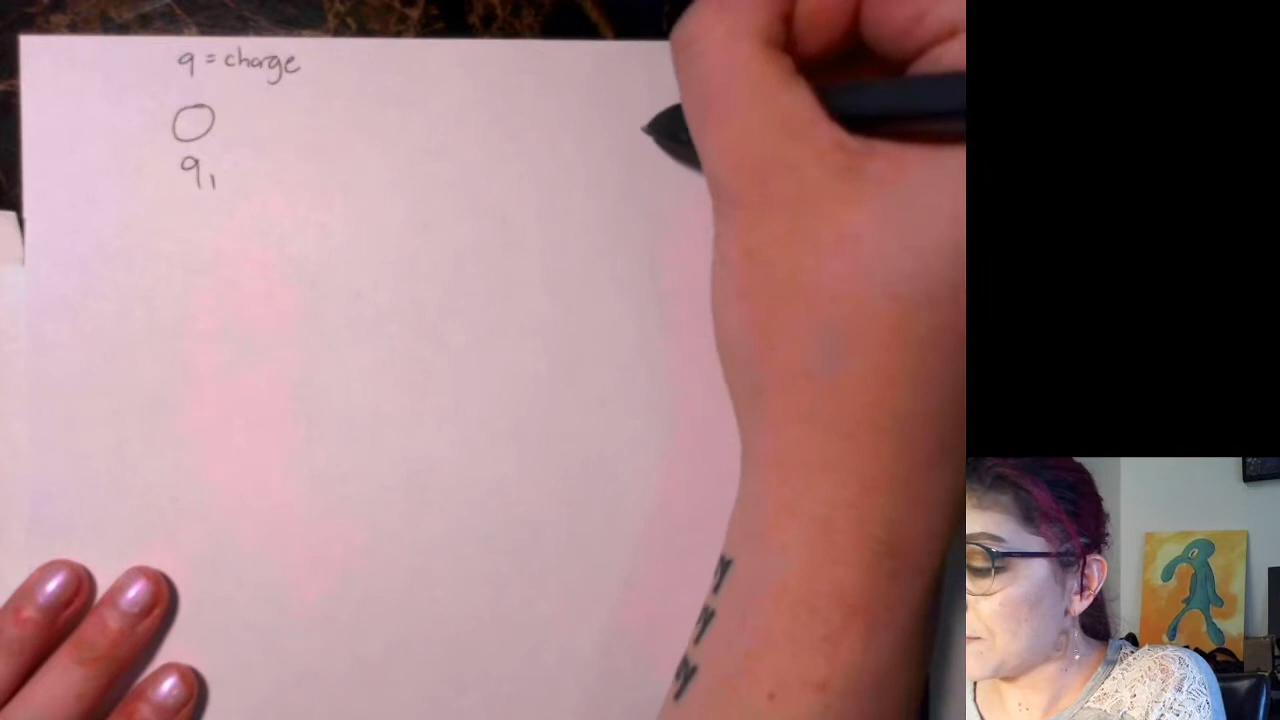 q = charge
q₁